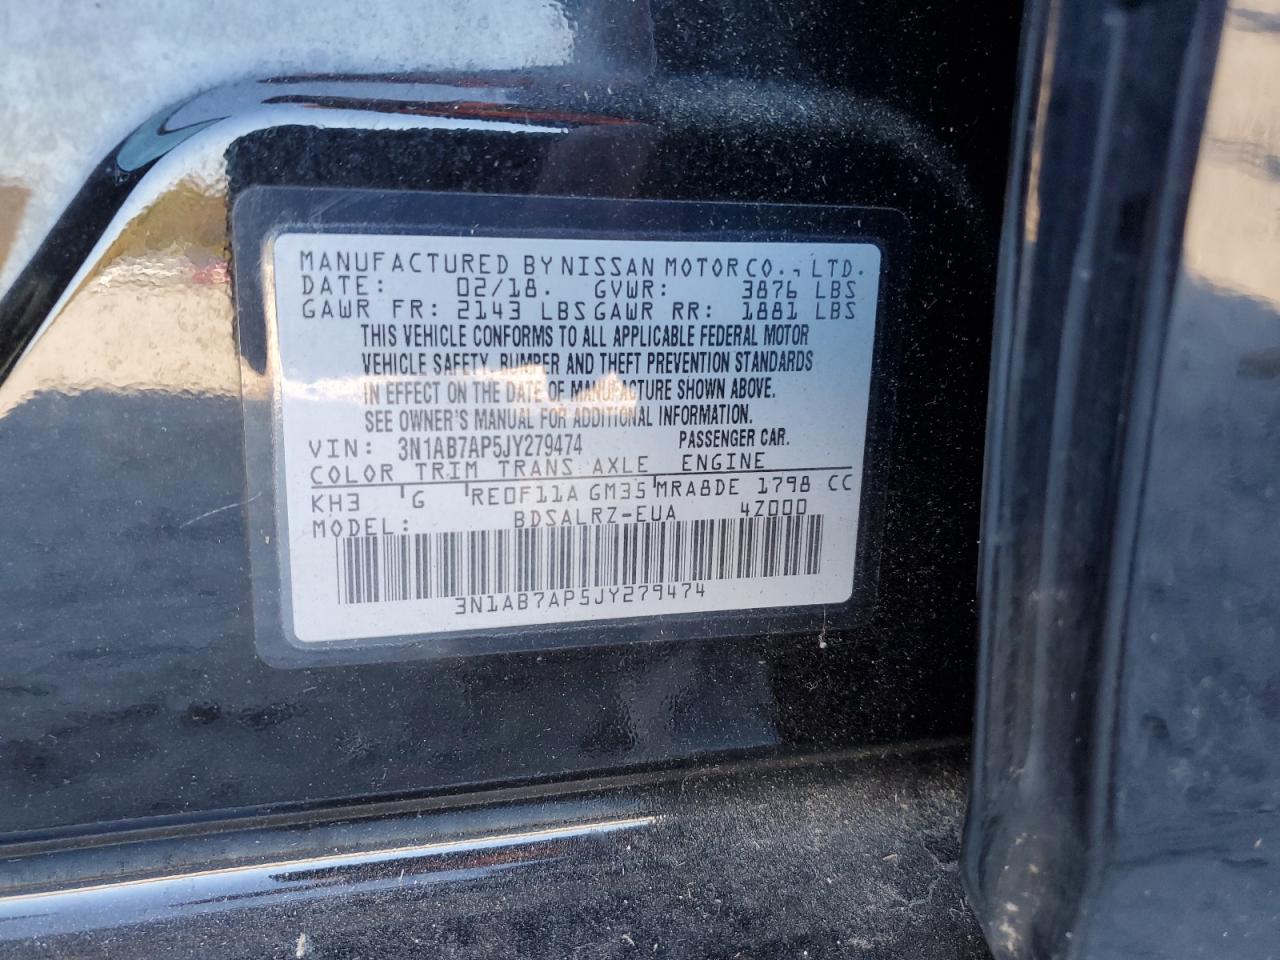 MANUFACTURED BY NISSAN MOTOR CO., LTD.
DATE: 02/18. GVWR: 3876 LBS
GAWR FR: 2143 LBS GAWR RR: 1881 LBS
THIS VEHICLE CONFORMS TO ALL APPLICABLE FEDERAL MOTOR
VEHICLE SAFETY, BUMPER AND THEFT PREVENTION STANDARDS
IN EFFECT ON THE DATE OF MANUFACTURE SHOWN ABOVE.
SEE OWNER'S MANUAL FOR ADDITIONAL INFORMATION.
VIN: 3N1AB7AP5JY279474 PASSENGER CAR.
COLOR TRIM TRANS AXLE ENGINE
KH3 G RE0F11A GM35 MRA8DE 1798 CC
MODEL: BDSALRZ-EUA 4Z000
3N1AB7AP5JY279474